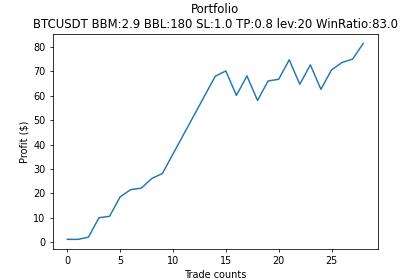 Portfolio
BTCUSDT BBM:2.9 BBL:180 SL:1.0 TP:0.8 lev:20 WinRatio:83.0
80
70
60
50
40
30
20
10
0
Profit ($)
0 5 10 15 20 25
Trade counts